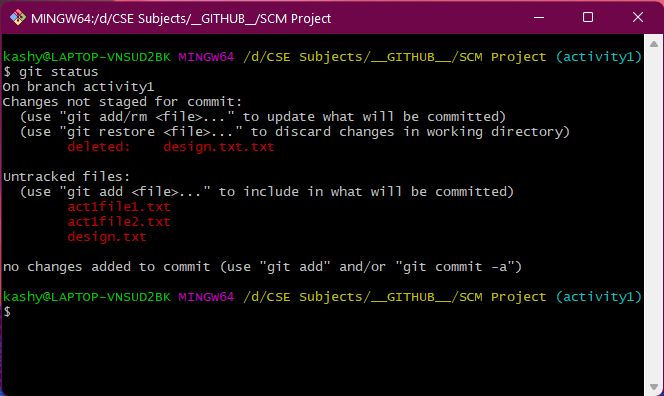 MINGW64:/d/CSE Subjects/__GITHUB__/SCM Project
kashy@LAPTOP-VNSUD2BK MINGW64 /d/CSE Subjects/__GITHUB__/SCM Project (activity1)
$ git status
On branch activity1
Changes not staged for commit:
  (use "git add/rm <file>..." to update what will be committed)
  (use "git restore <file>..." to discard changes in working directory)
        deleted:    design.txt.txt

Untracked files:
  (use "git add <file>..." to include in what will be committed)
        act1file1.txt
        act1file2.txt
        design.txt

no changes added to commit (use "git add" and/or "git commit -a")

kashy@LAPTOP-VNSUD2BK MINGW64 /d/CSE Subjects/__GITHUB__/SCM Project (activity1)
$